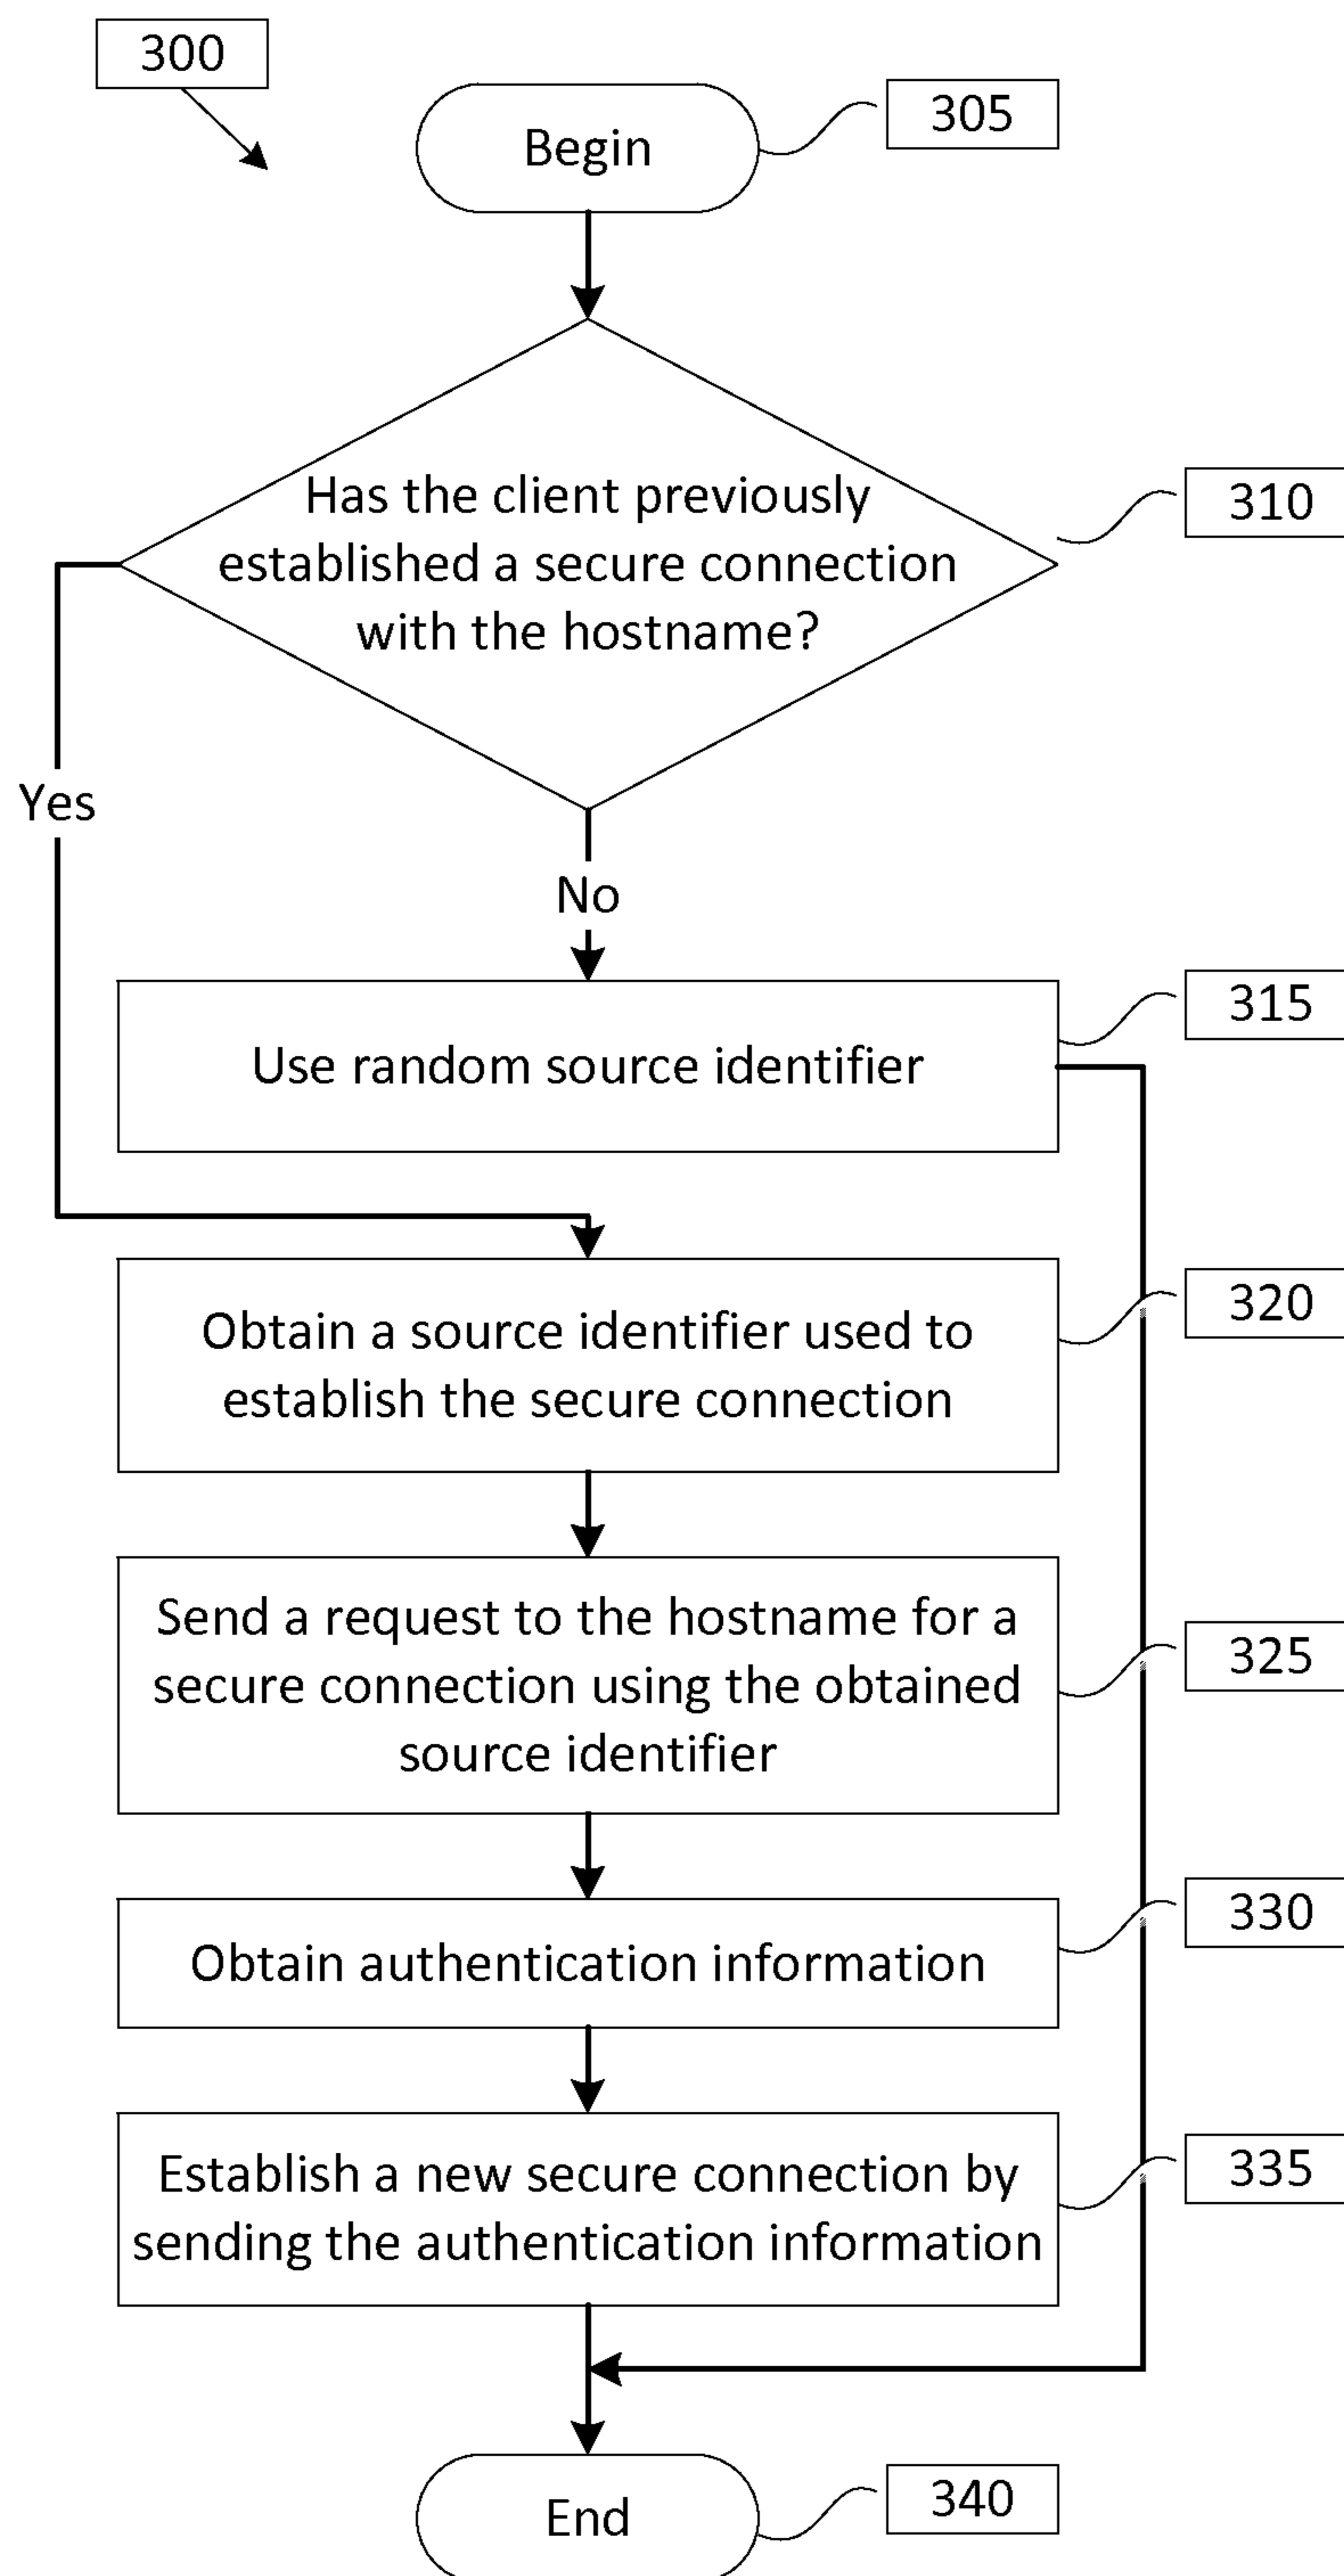 300
Begin
305
Has the client previously
established a secure connection
with the hostname?
310
Yes
No
Use random source identifier
315
Obtain a source identifier used to
establish the secure connection
320
Send a request to the hostname for a
secure connection using the obtained
source identifier
325
Obtain authentication information
330
Establish a new secure connection by
sending the authentication information
335
End
340